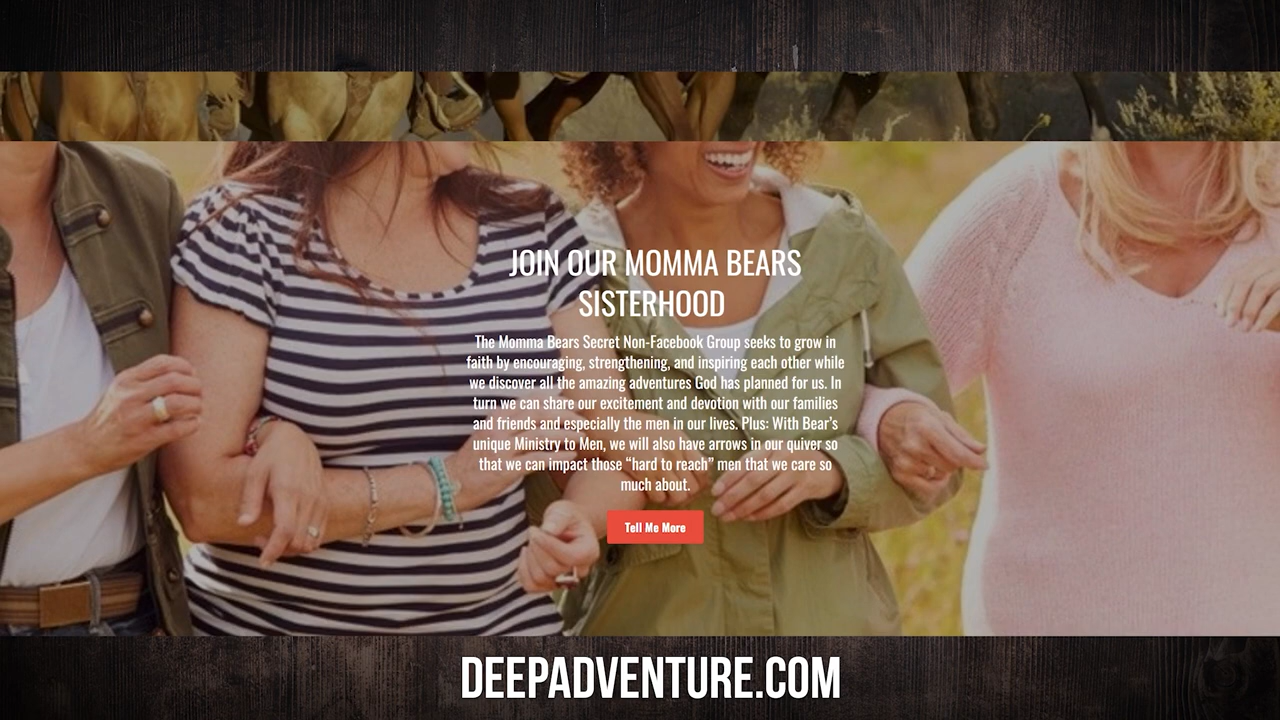 JOIN OUR MOMMA BEARS
SISTERHOOD
The Momma Bears Secret Non-Facebook Group seeks to grow in
faith by encouraging, strengthening, and inspiring each other while
we discover all the amazing adventures God has planned for us. In
turn we can share our excitement and devotion with our families
and friends and especially the men in our lives. Plus: With Bear’s
unique Ministry to Men, we will also have arrows in our quiver so
that we can impact those “hard to reach” men that we care so
much about.
Tell Me More
DEEPADVENTURE.COM